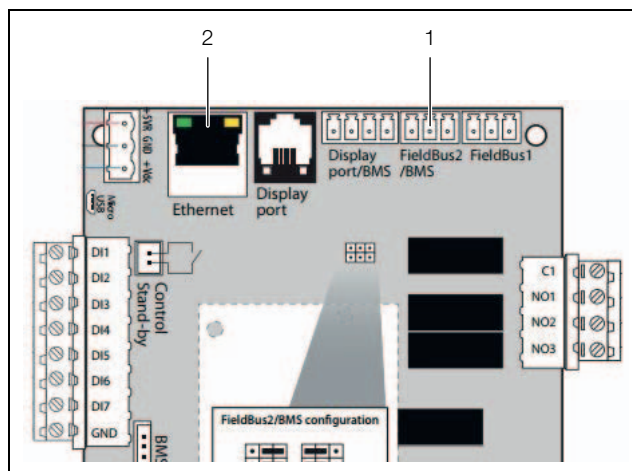 2
1
+5VR
GND
+Vdc
Micro
USB
Ethernet
Display
port
Display
port/BMS
FieldBus2
/BMS
FieldBus1
DI1
DI2
DI3
DI4
DI5
DI6
DI7
GND
Control
Stand-by
BMS
C1
NO1
NO2
NO3
FieldBus2/BMS configuration